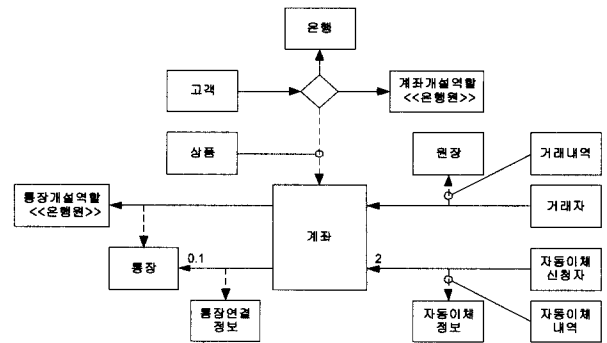 은행
고객
계좌개설역할
<<은행원>>
상품
원장
거래내역
통장개설역할
<<은행원>>
계좌
거래자
통장
0.1
2
자동이체
신청자
통장연결
정보
자동이체
정보
자동이체
내역